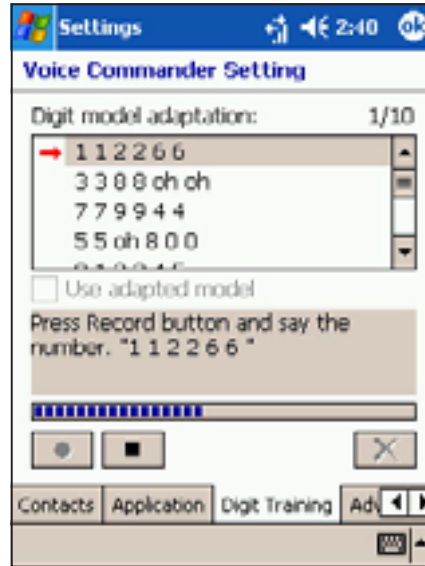 Settings 2:40 ok
Voice Commander Setting
Digit model adaptation: 1/10
1 1 2 2 6 6
3 3 8 8 oh oh
7 7 9 9 4 4
5 5 oh 8 0 0
Use adapted model
Press Record button and say the
number. "1 1 2 2 6 6 "
Contacts Application Digit Training Adv